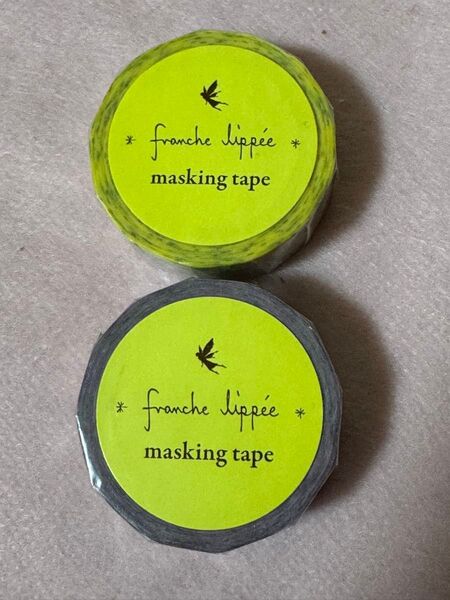 * franche lippée *
masking tape
* franche lippée *
masking tape